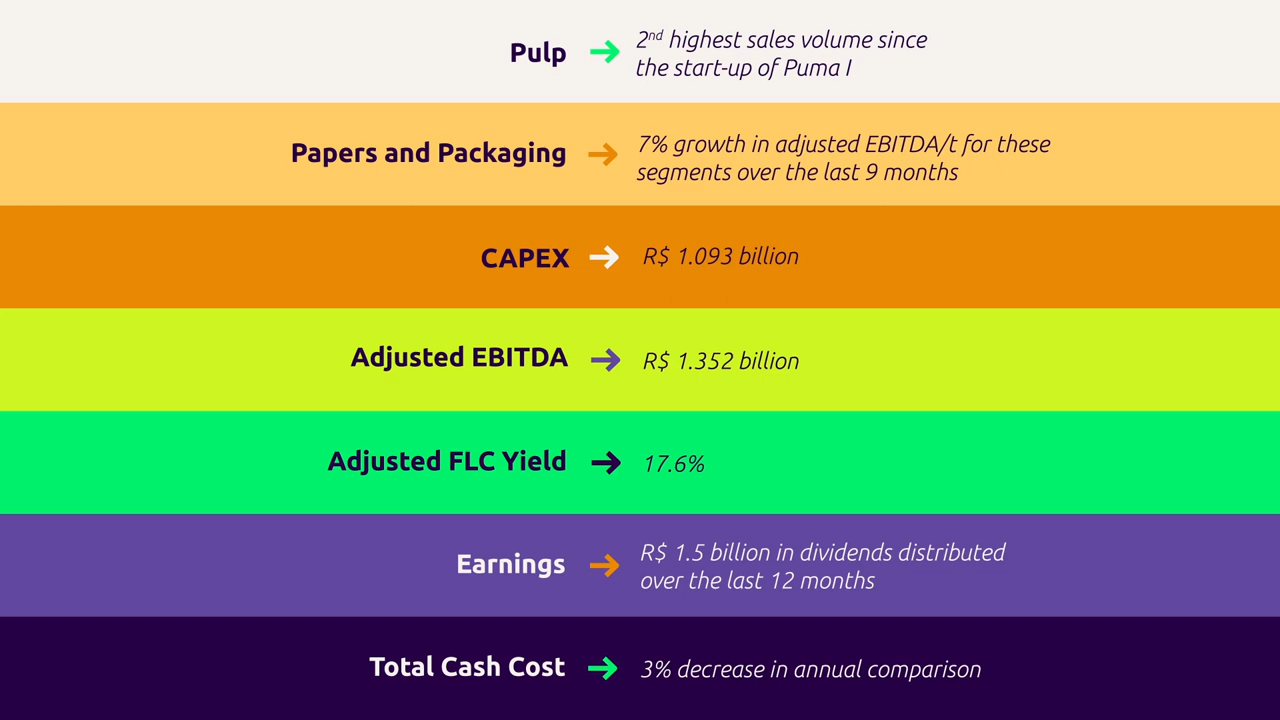 Pulp
2nd highest sales volume since
the start-up of Puma I
Papers and Packaging
7% growth in adjusted EBITDA/t for these
segments over the last 9 months
CAPEX
R$ 1.093 billion
Adjusted EBITDA
R$ 1.352 billion
Adjusted FLC Yield
17.6%
Earnings
R$ 1.5 billion in dividends distributed
over the last 12 months
Total Cash Cost
3% decrease in annual comparison